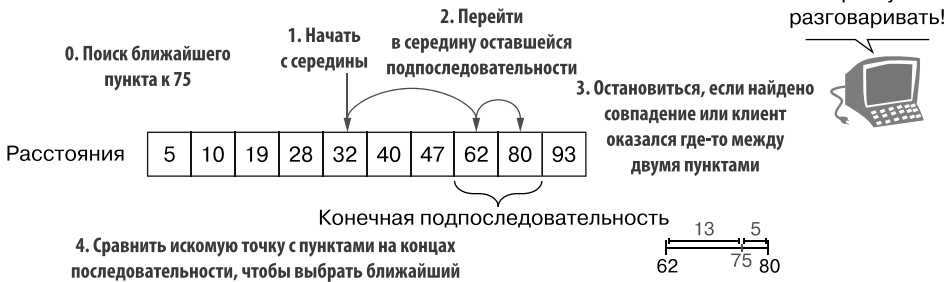 разговаривать!
0. Поиск ближайшего
пункта к 75
1. Начать
с середины
2. Перейти
в середину оставшейся
подпоследовательности
3. Остановиться, если найдено
совпадение или клиент
оказался где-то между
двумя пунктами
Расстояния 5 10 19 28 32 40 47 62 80 93
Конечная подпоследовательность
4. Сравнить искомую точку с пунктами на концах
последовательности, чтобы выбрать ближайший
13 5
62 75 80